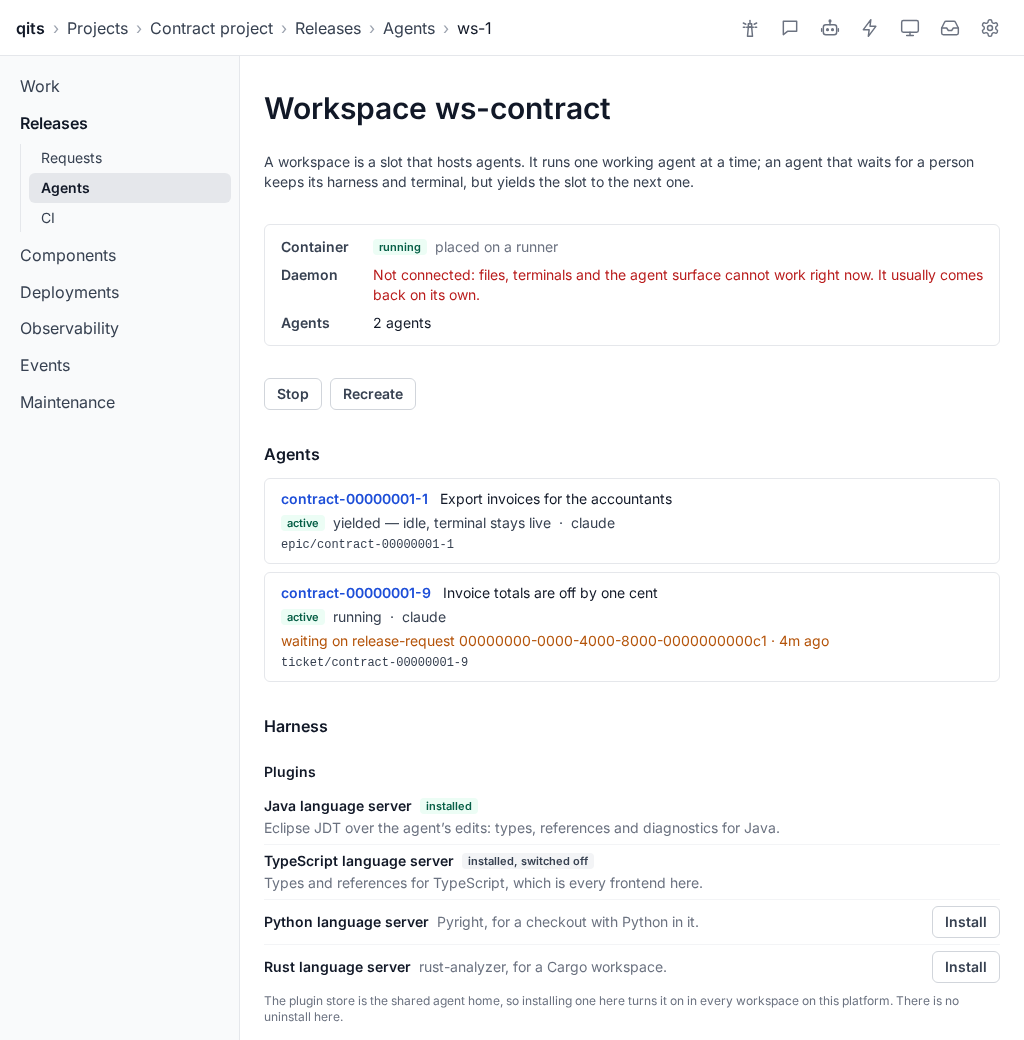 qits › Projects › Contract project › Releases › Agents › ws-1
Work
Releases
Requests
Agents
CI
Components
Deployments
Observability
Events
Maintenance
Workspace ws-contract
A workspace is a slot that hosts agents. It runs one working agent at a time; an agent that waits for a person
keeps its harness and terminal, but yields the slot to the next one.
Container running placed on a runner
Daemon Not connected: files, terminals and the agent surface cannot work right now. It usually comes
back on its own.
Agents 2 agents
Stop Recreate
Agents
contract-00000001-1 Export invoices for the accountants
active yielded — idle, terminal stays live · claude
epic/contract-00000001-1
contract-00000001-9 Invoice totals are off by one cent
active running · claude
waiting on release-request 00000000-0000-4000-8000-0000000000c1 · 4m ago
ticket/contract-00000001-9
Harness
Plugins
Java language server installed
Eclipse JDT over the agent’s edits: types, references and diagnostics for Java.
TypeScript language server installed, switched off
Types and references for TypeScript, which is every frontend here.
Python language server Pyright, for a checkout with Python in it. Install
Rust language server rust-analyzer, for a Cargo workspace. Install
The plugin store is the shared agent home, so installing one here turns it on in every workspace on this platform. There is no
uninstall here.